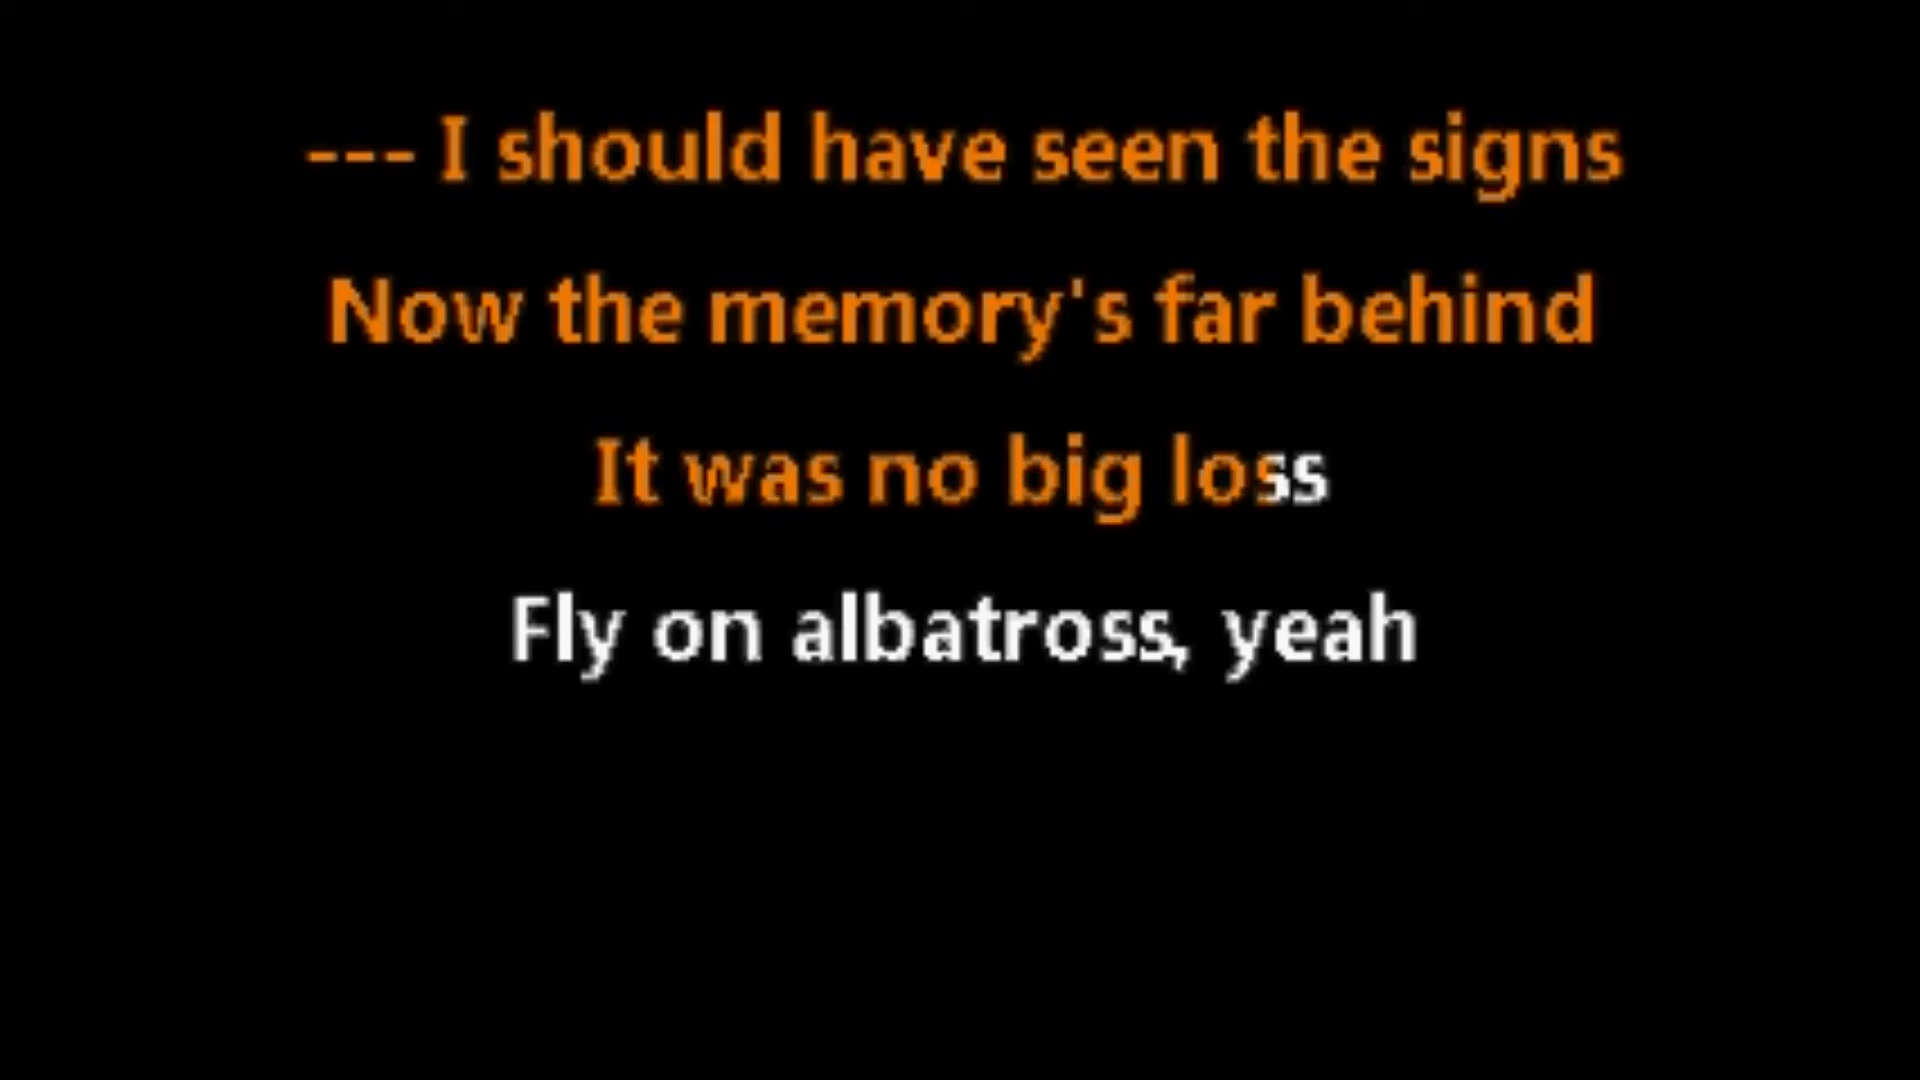 --- I should have seen the signs
Now the memory's far behind
It was no big loss
Fly on albatross, yeah